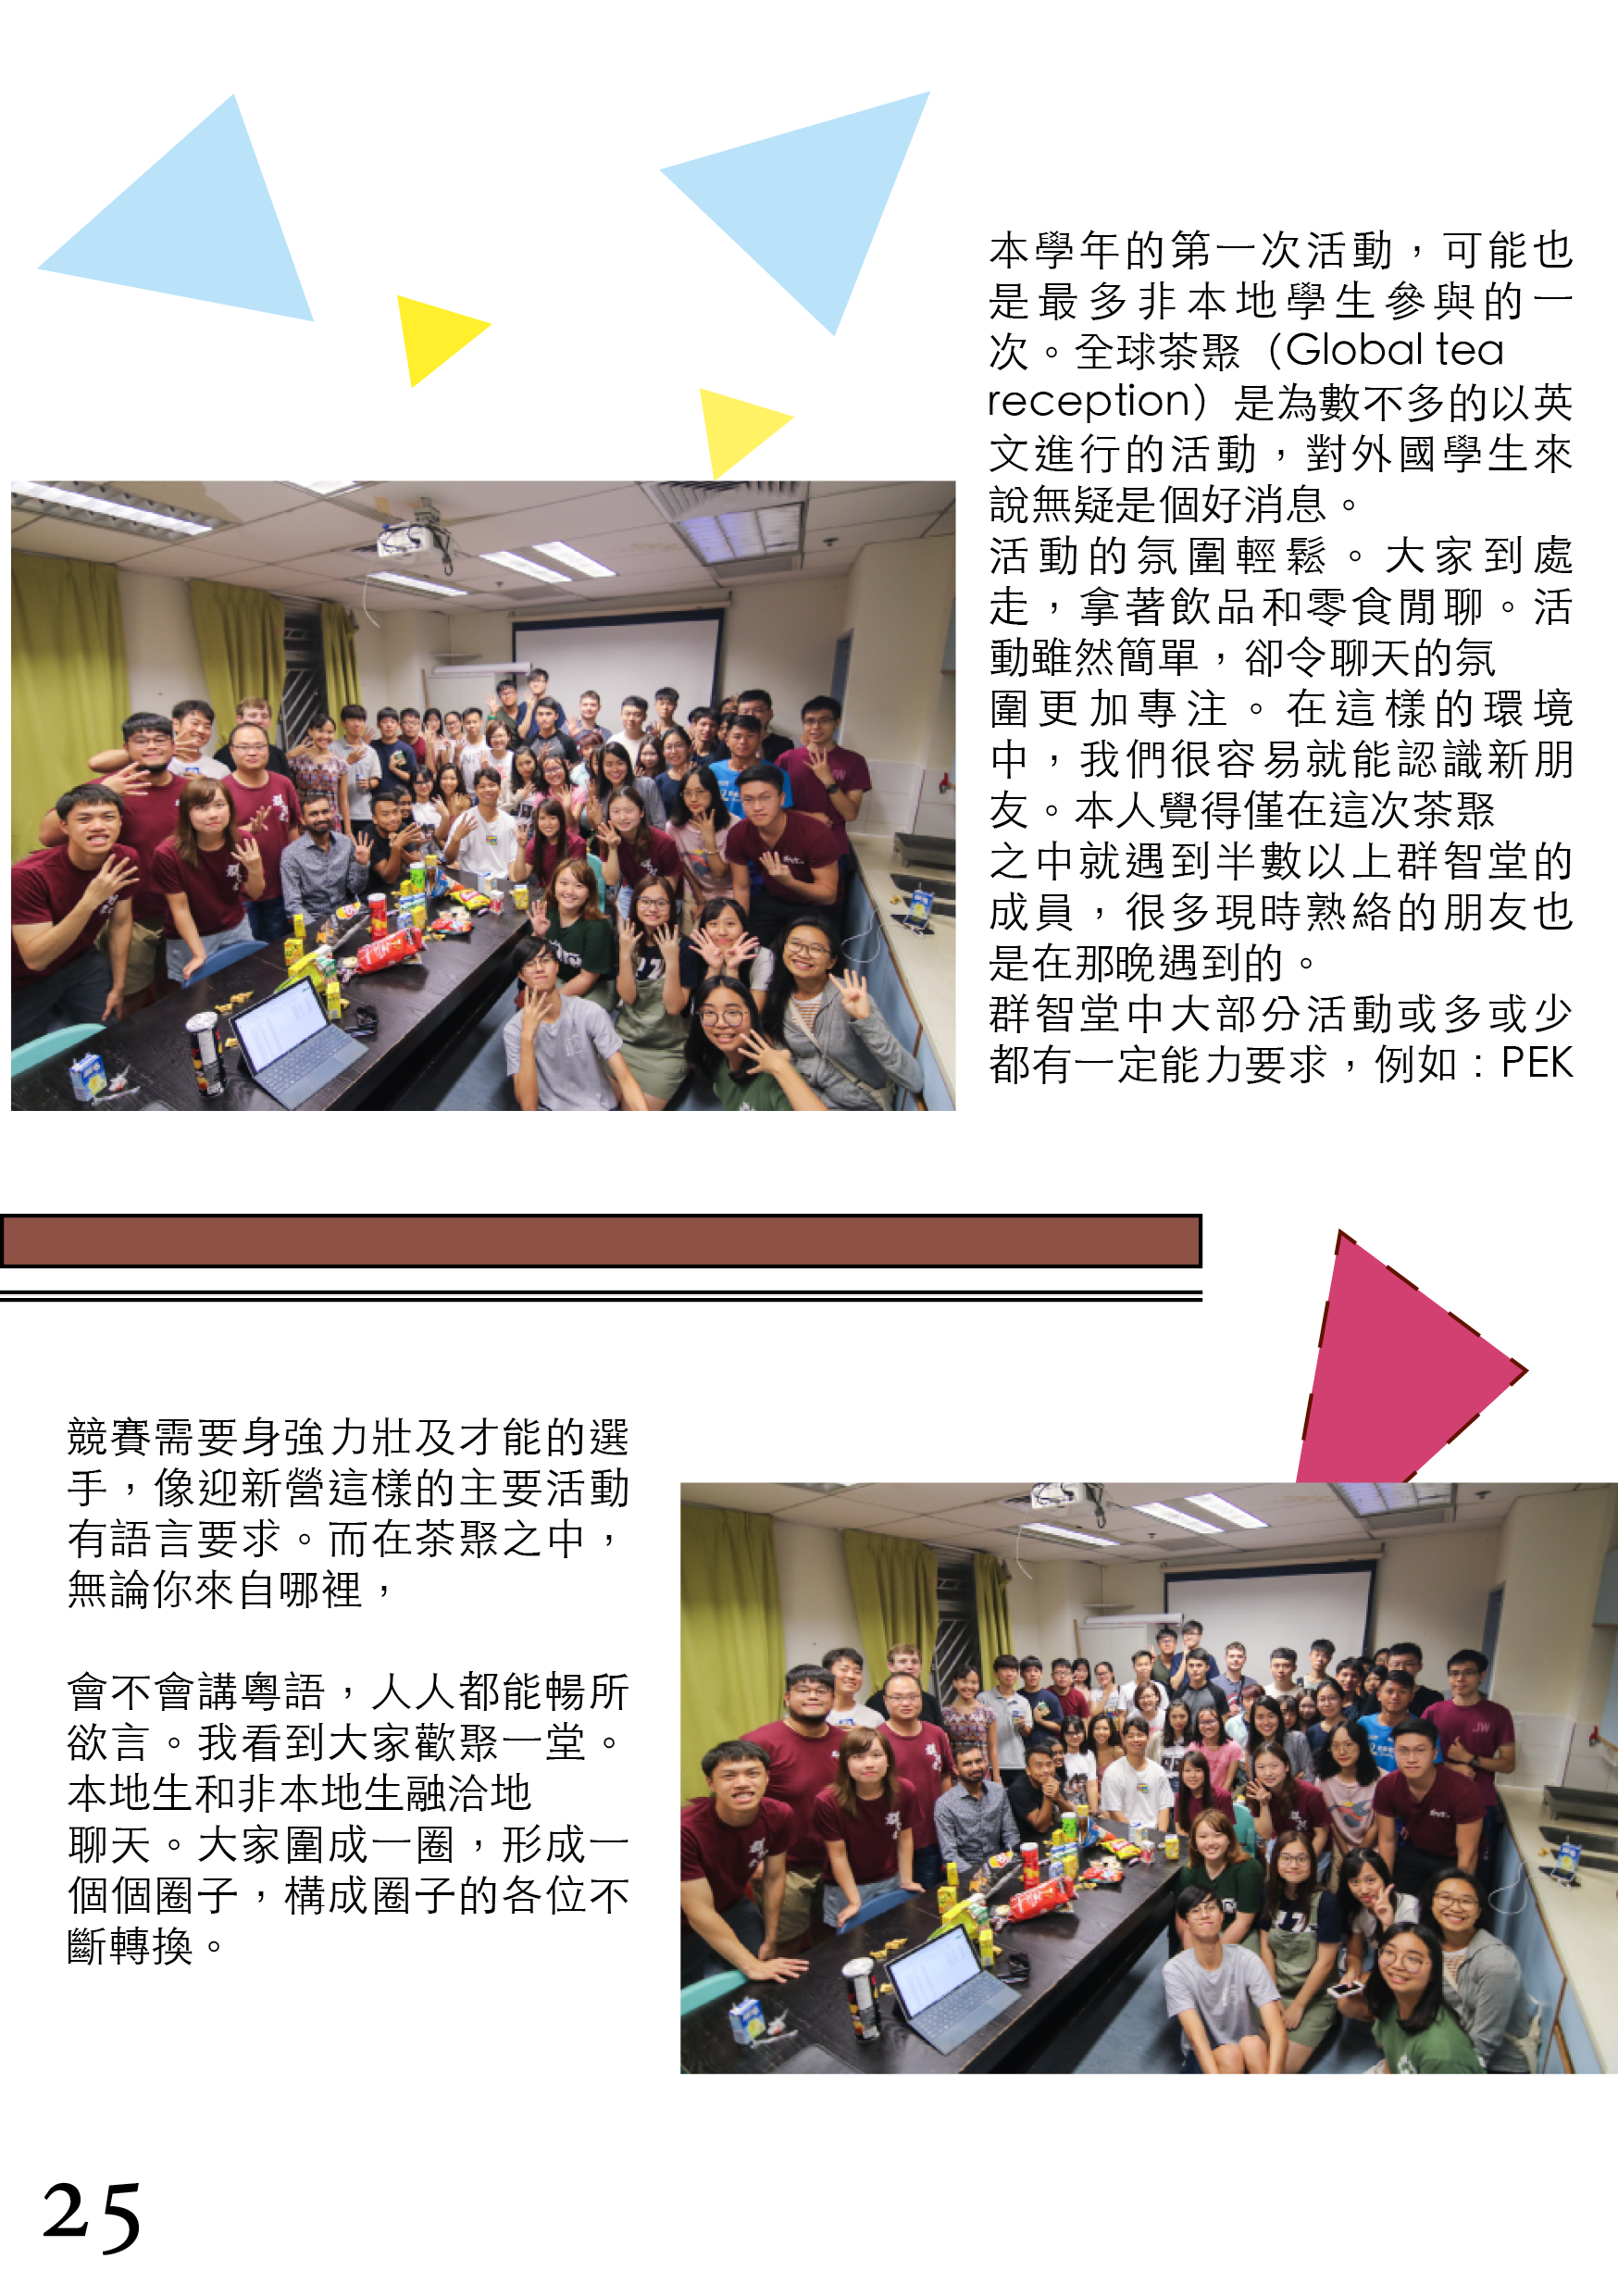 本學年的第一次活動，可能也
是最多非本地學生參與的一
次。全球茶聚（Global tea
reception）是為數不多的以英
文進行的活動，對外國學生來
說無疑是個好消息。
活動的氛圍輕鬆。大家到處
走，拿著飲品和零食閒聊。活
動雖然簡單，卻令聊天的氛
圍更加專注。在這樣的環境
中，我們很容易就能認識新朋
友。本人覺得僅在這次茶聚
之中就遇到半數以上群智堂的
成員，很多現時熟絡的朋友也
是在那晚遇到的。
群智堂中大部分活動或多或少
都有一定能力要求，例如：PEK
競賽需要身強力壯及才能的選
手，像迎新營這樣的主要活動
有語言要求。而在茶聚之中，
無論你來自哪裡，
會不會講粵語，人人都能暢所
欲言。我看到大家歡聚一堂。
本地生和非本地生融洽地
聊天。大家圍成一圈，形成一
個個圈子，構成圈子的各位不
斷轉換。
25